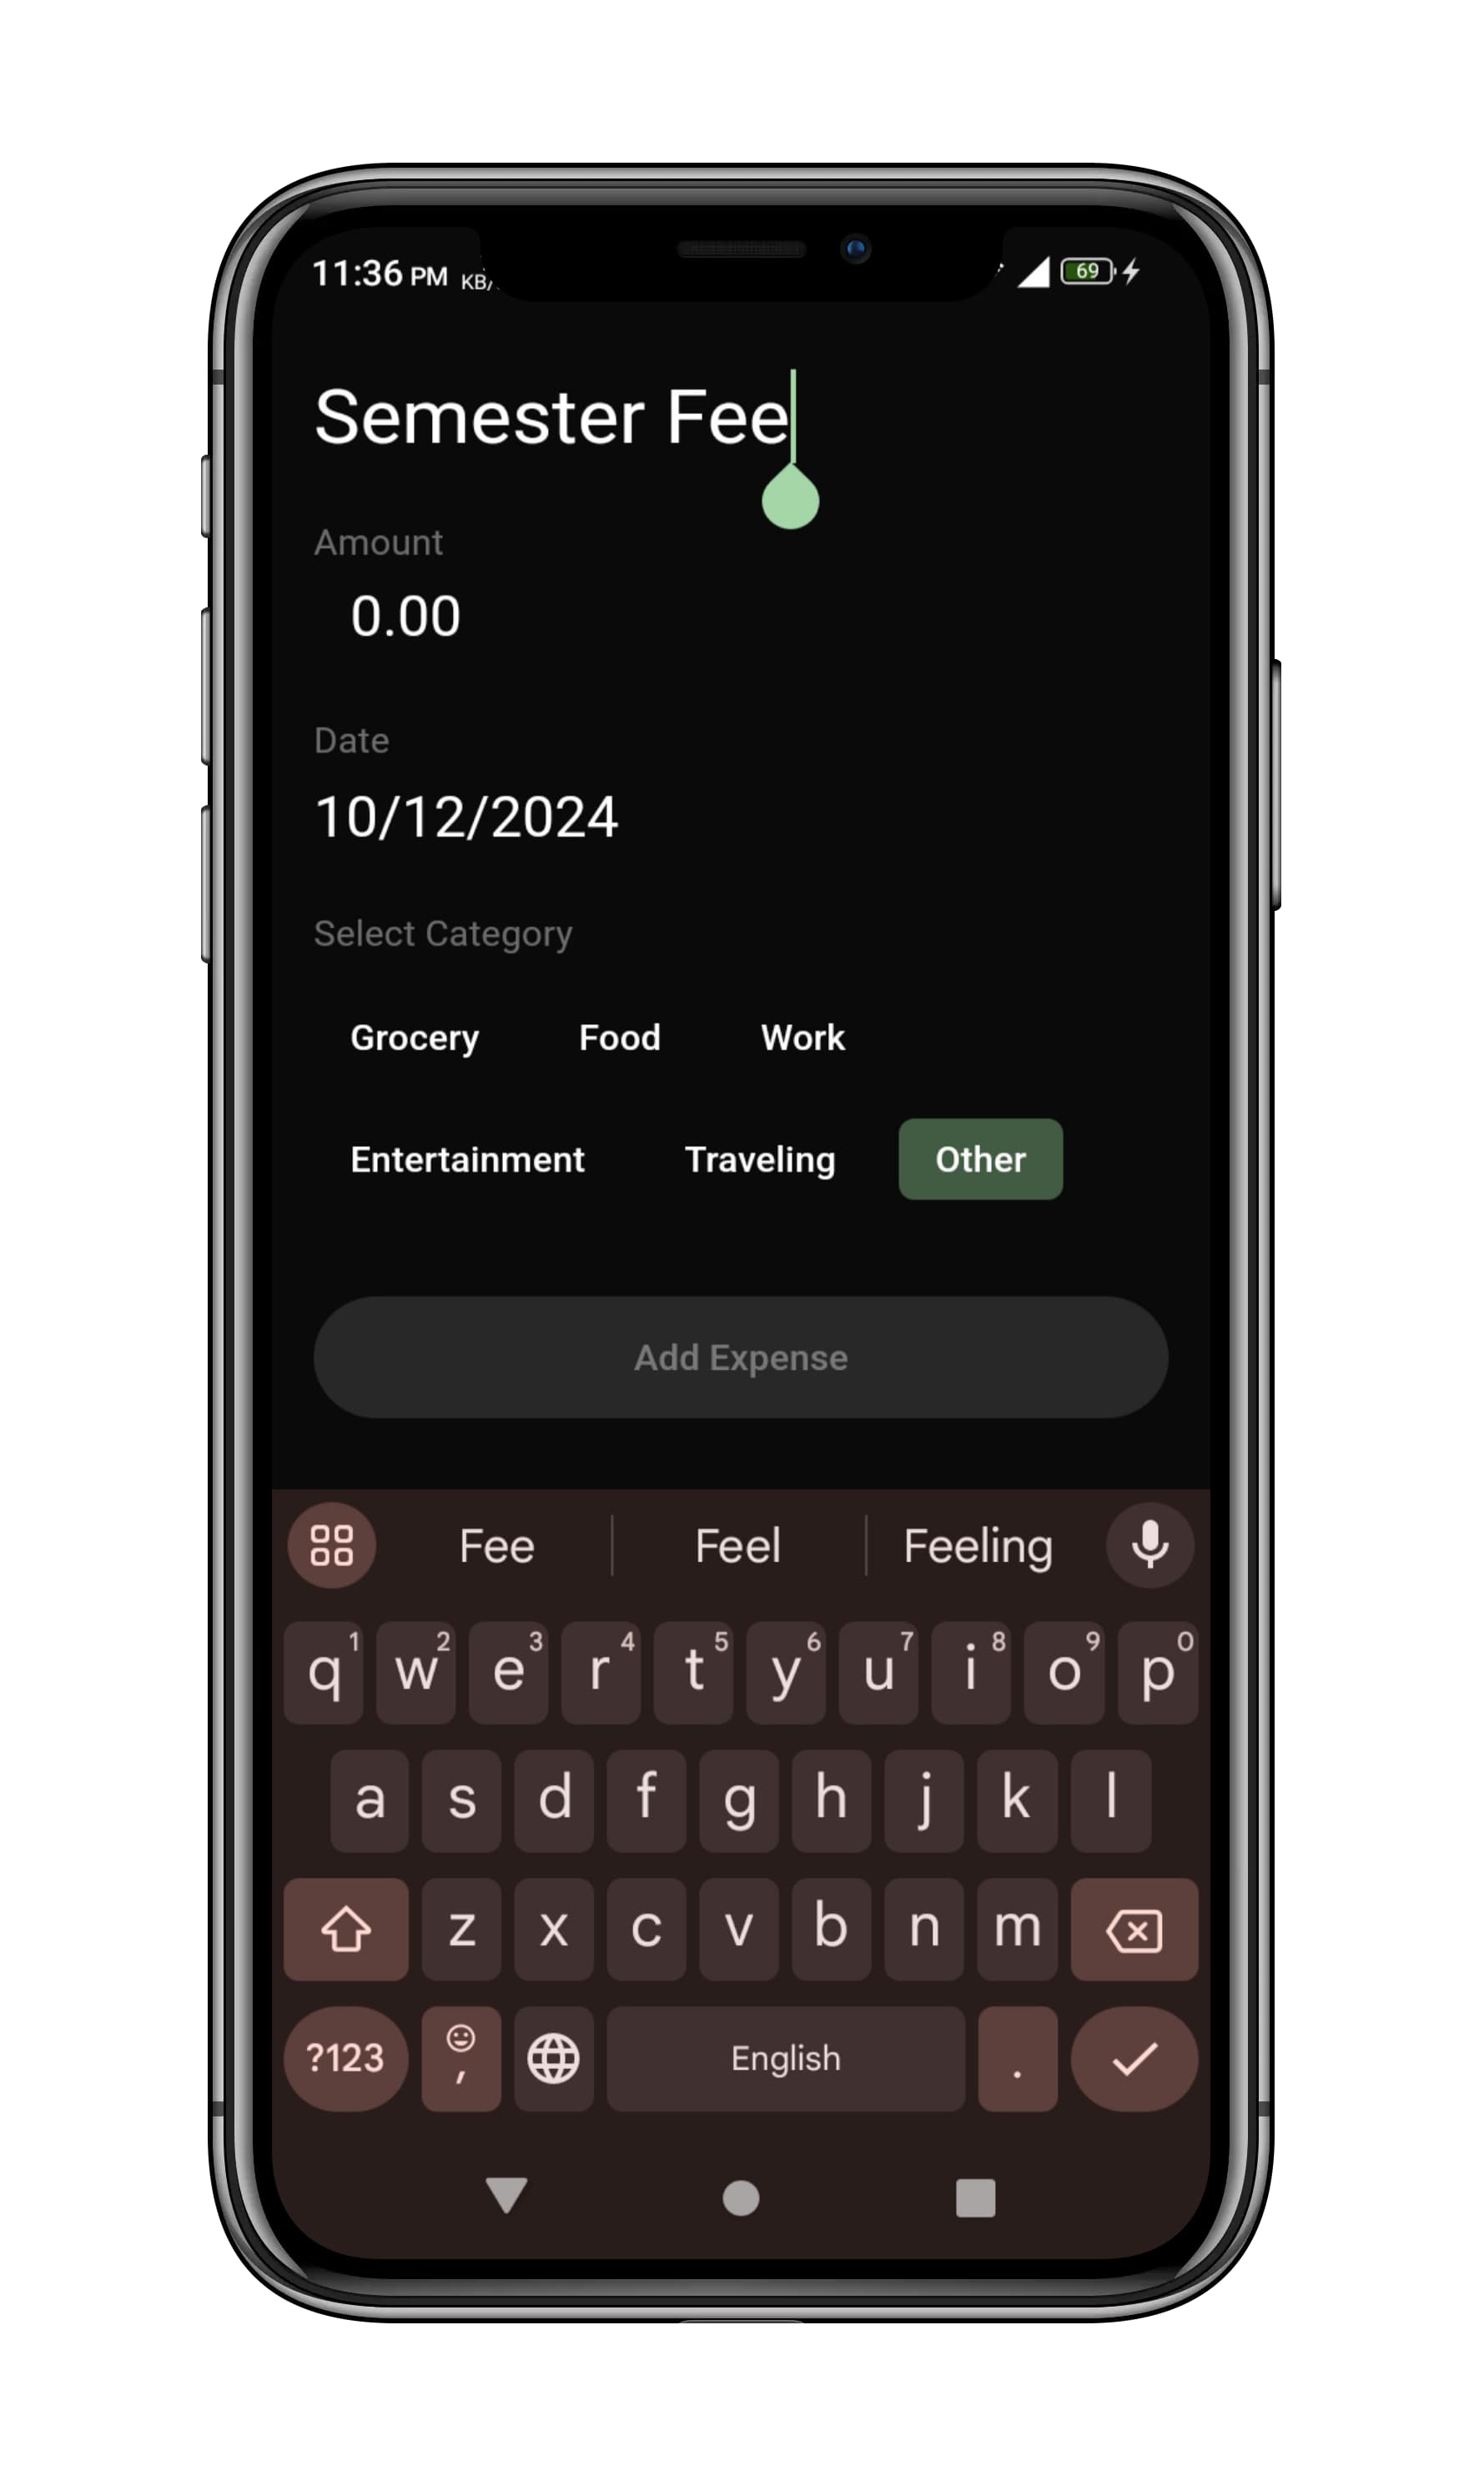 11:36 PM KB/
69
Semester Fee
Amount
0.00
Date
10/12/2024
Select Category
Grocery Food Work
Entertainment Traveling Other
Add Expense
Fee Feel Feeling
q1 w2 e3 r4 t5 y6 u7 i8 o9 p0
a s d f g h j k l
z x c v b n m
?123 , English .